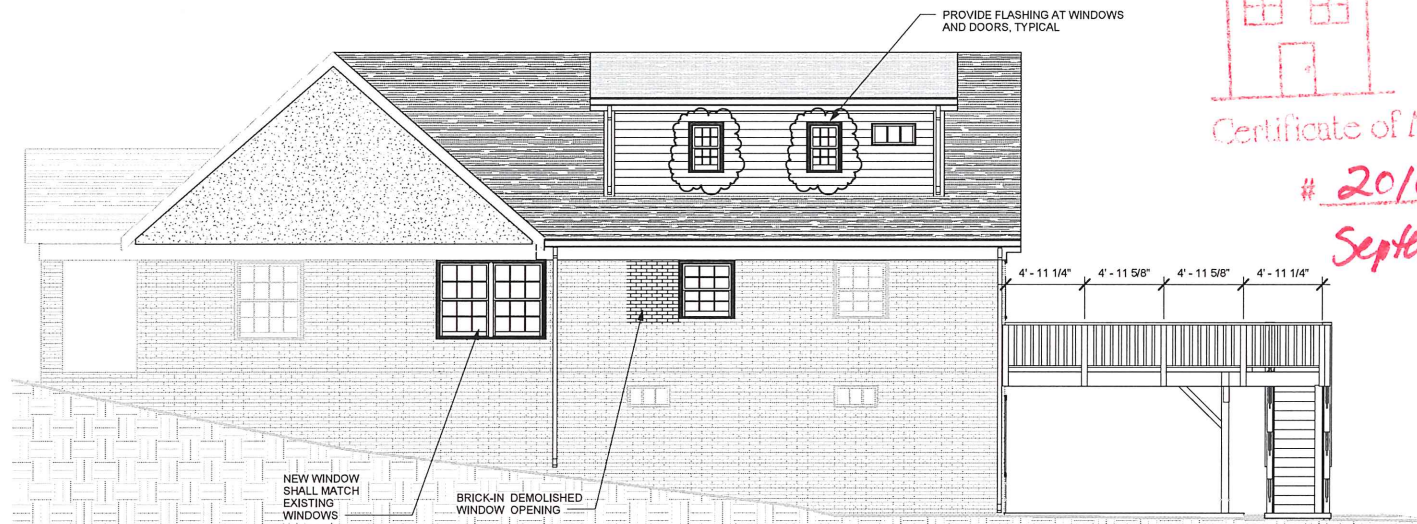 PROVIDE FLASHING AT WINDOWS
AND DOORS, TYPICAL
Certificate of
#
4' - 11 1/4"
4' - 11 5/8"
4' - 11 5/8"
4' - 11 1/4"
NEW WINDOW
SHALL MATCH
EXISTING
WINDOWS
BRICK-IN DEMOLISHED
WINDOW OPENING